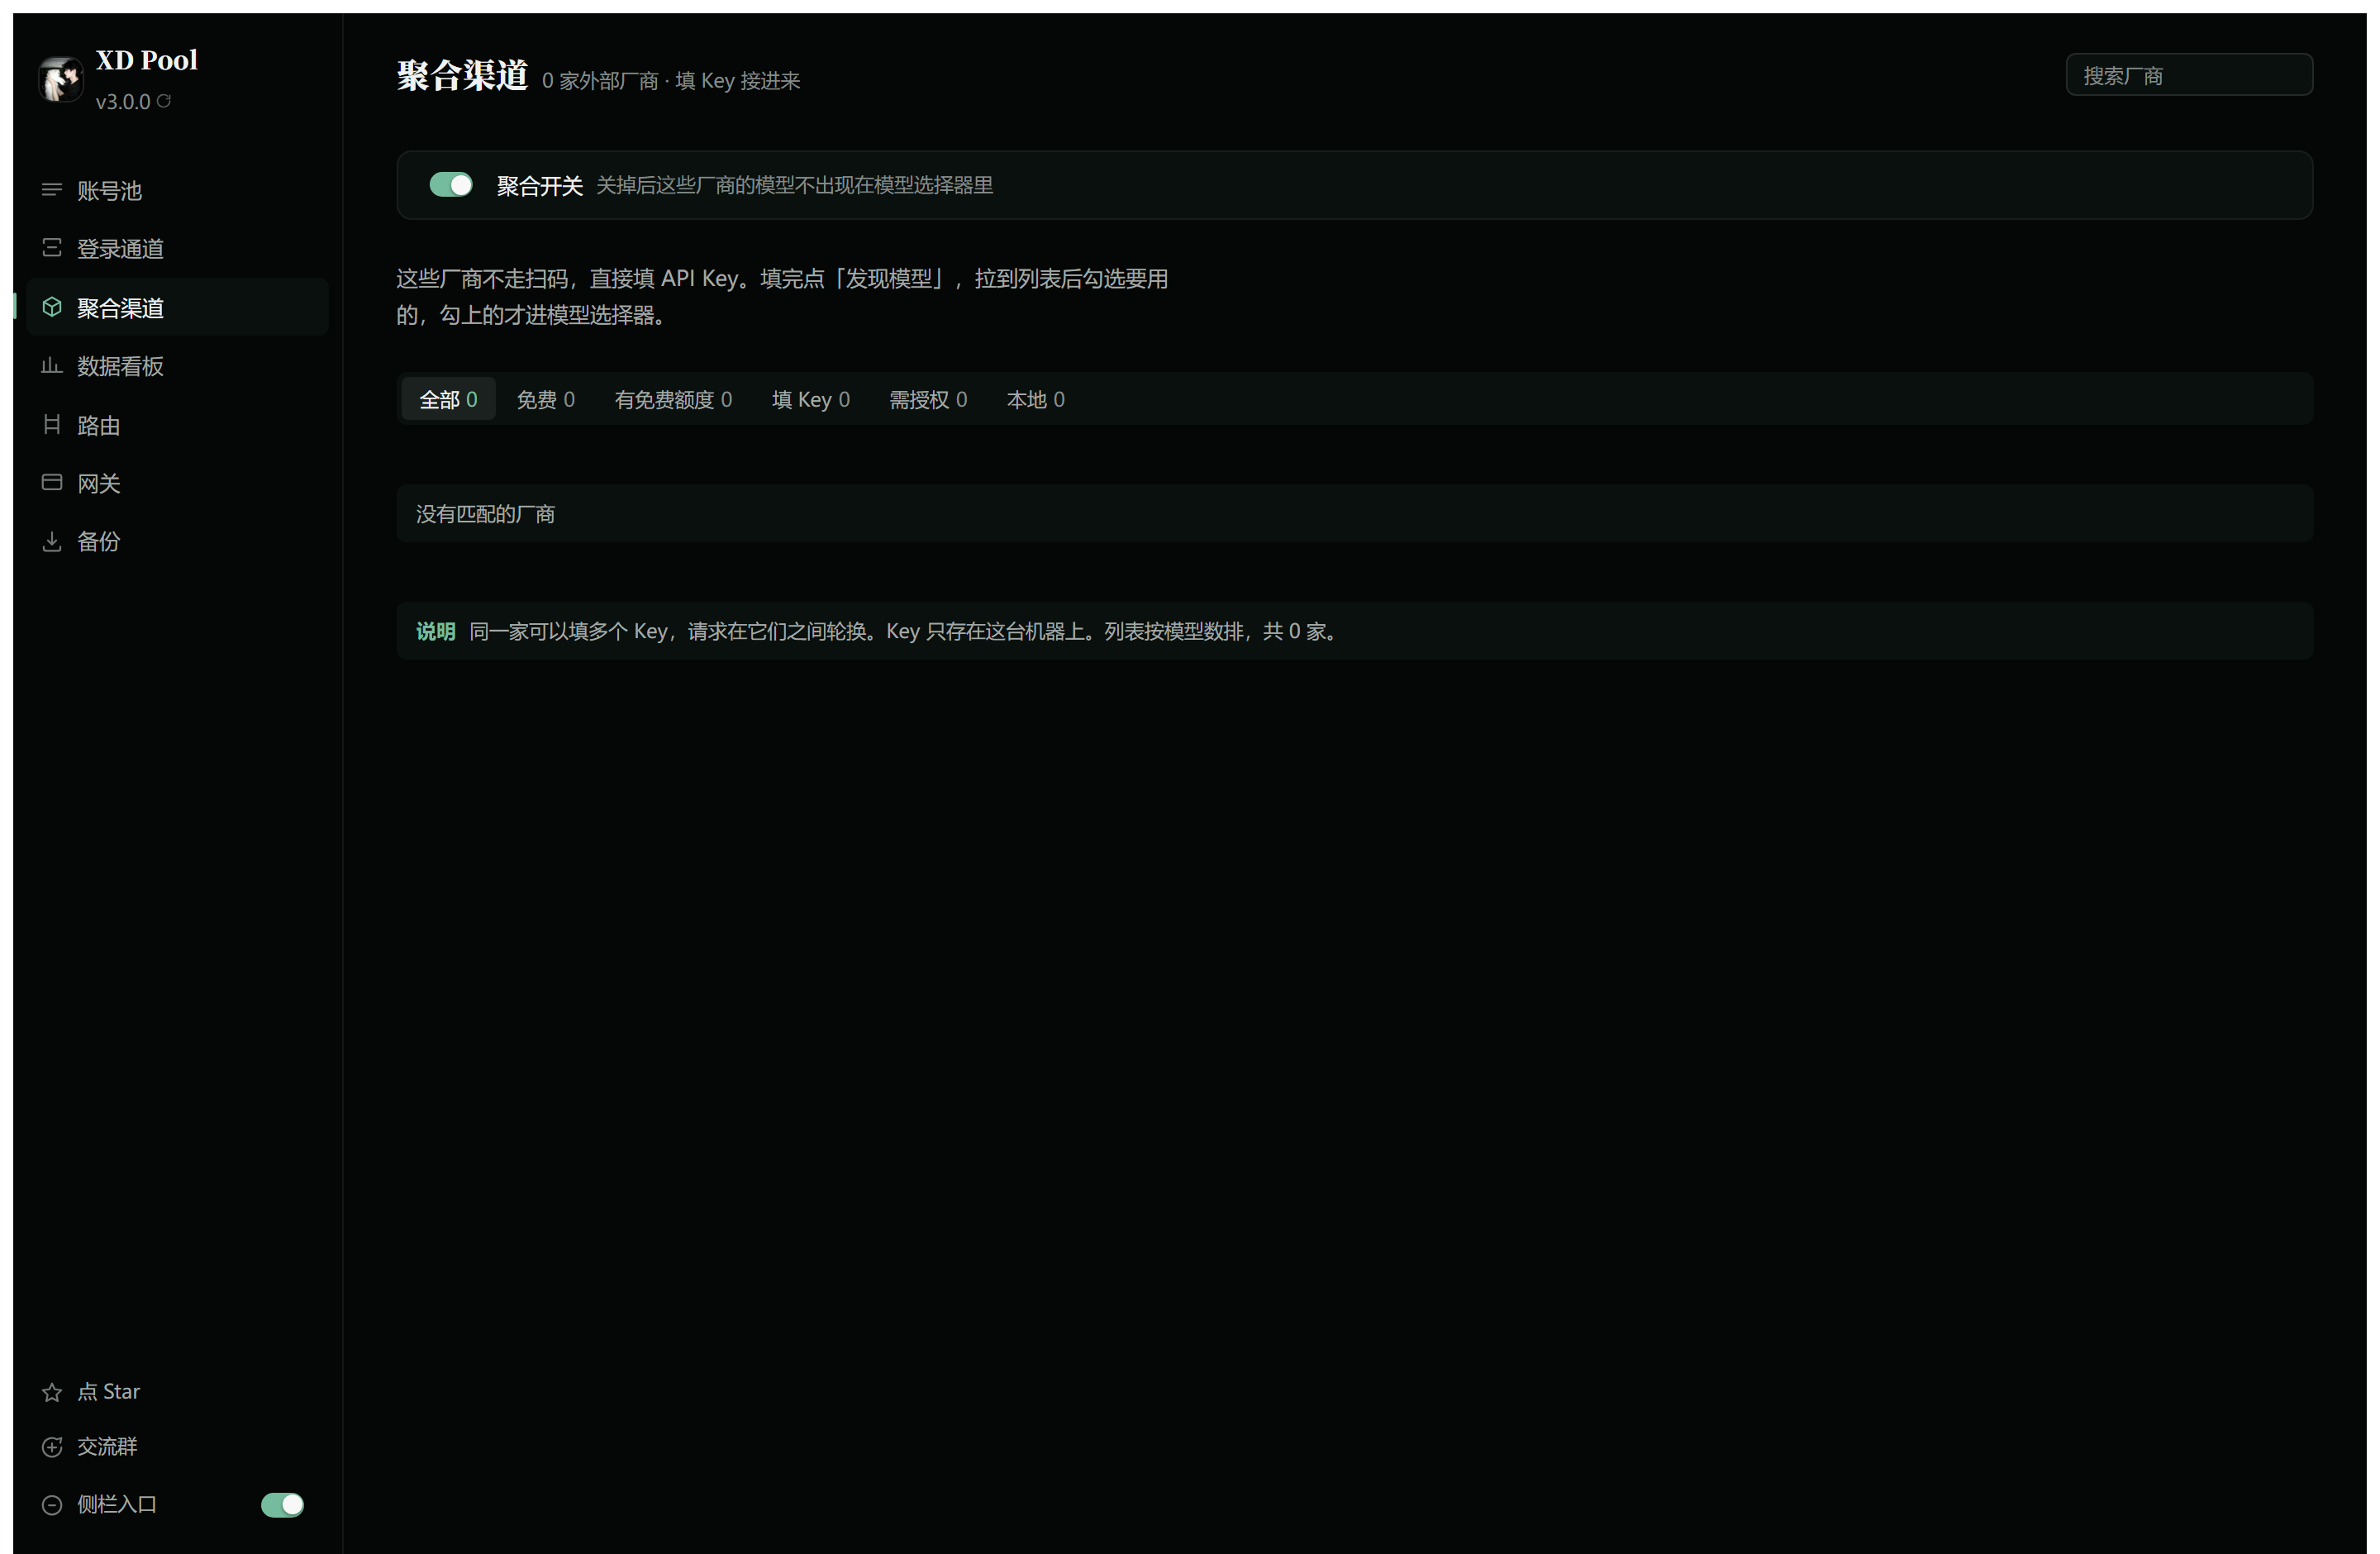 XD Pool
v3.0.0
账号池
登录通道
聚合渠道
数据看板
路由
网关
备份
点 Star
交流群
侧栏入口
聚合渠道 0 家外部厂商 · 填 Key 接进来
搜索厂商
聚合开关 关掉后这些厂商的模型不出现在模型选择器里
这些厂商不走扫码，直接填 API Key。填完点「发现模型」，拉到列表后勾选要用
的，勾上的才进模型选择器。
全部 0 免费 0 有免费额度 0 填 Key 0 需授权 0 本地 0
没有匹配的厂商
说明 同一家可以填多个 Key，请求在它们之间轮换。Key 只存在这台机器上。列表按模型数排，共 0 家。